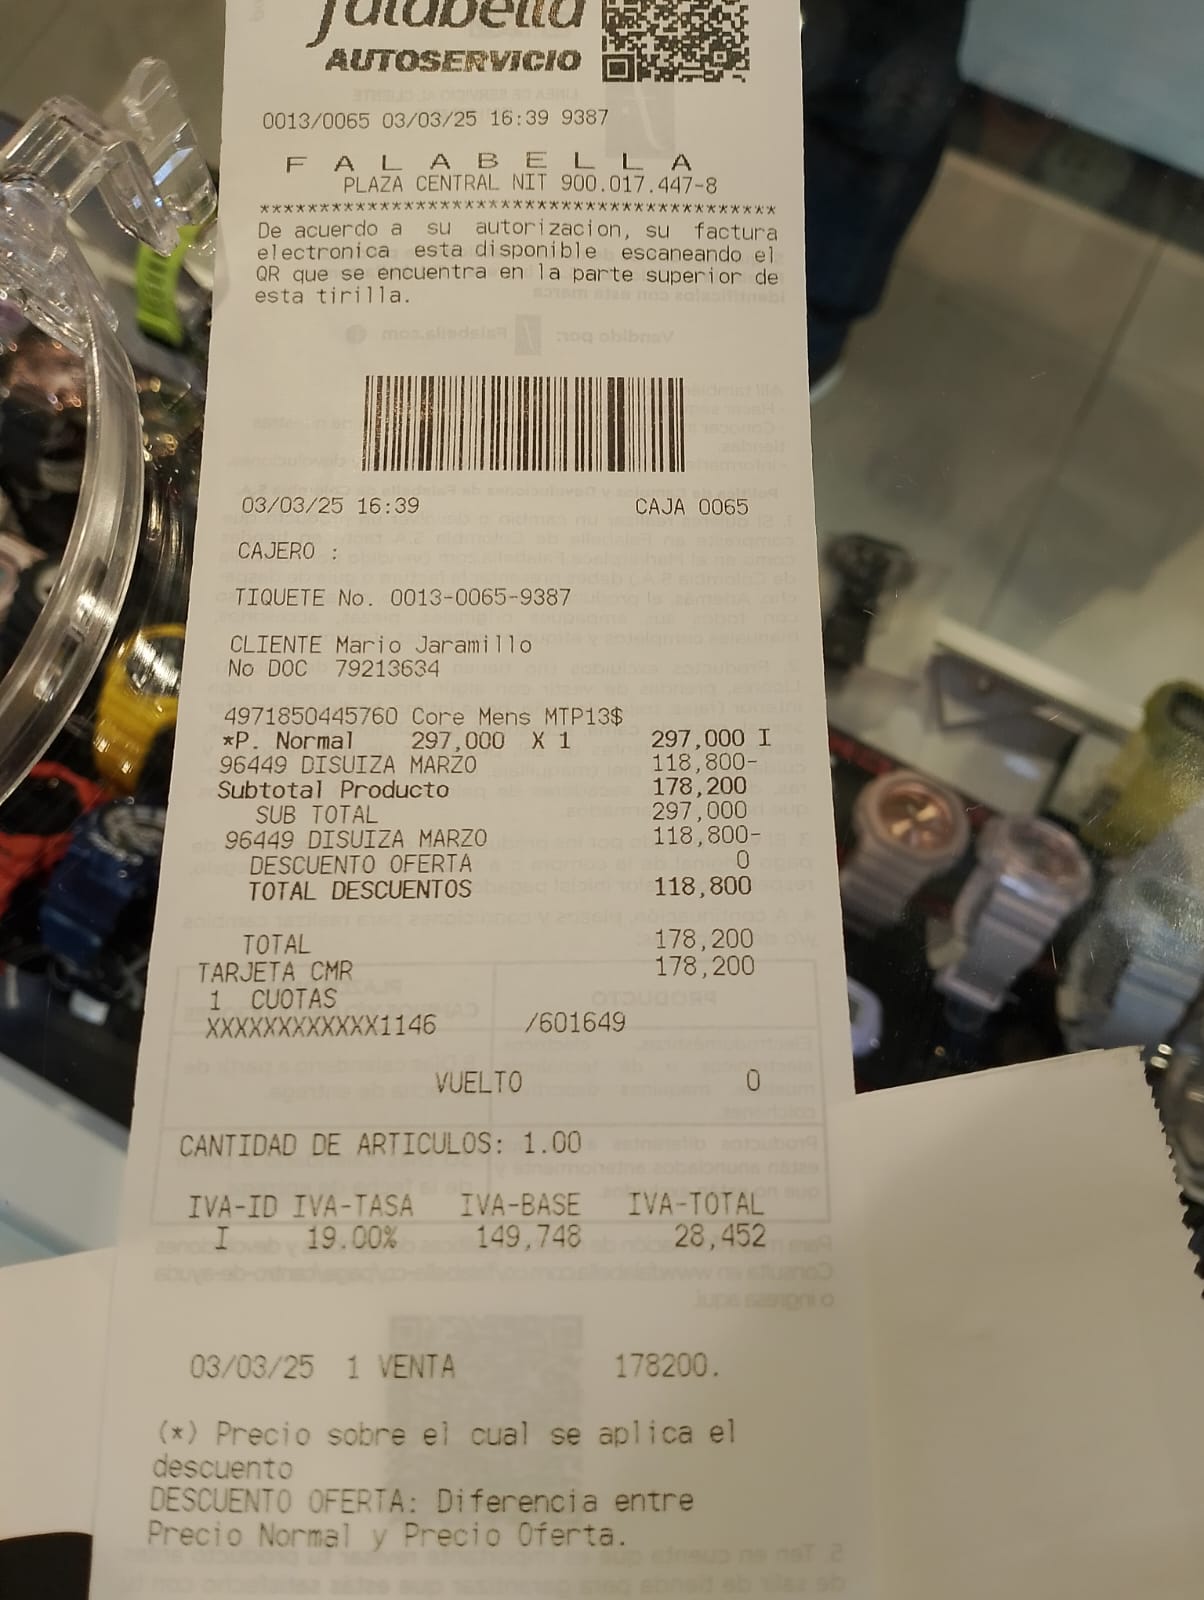 falabella
AUTOSERVICIO
0013/0065 03/03/25 16:39 9387
F A L A B E L L A
PLAZA CENTRAL NIT 900.017.447-8
*******************************************
De acuerdo a su autorizacion, su factura
electronica esta disponible escaneando el
QR que se encuentra en la parte superior de
esta tirilla.
03/03/25 16:39 CAJA 0065
CAJERO :
TIQUETE No. 0013-0065-9387
CLIENTE Mario Jaramillo
No DOC 79213634
4971850445760 Core Mens MTP13$
*P. Normal 297,000 X 1 297,000 I
96449 DISUIZA MARZO 118,800-
Subtotal Producto 178,200
SUB TOTAL 297,000
96449 DISUIZA MARZO 118,800-
DESCUENTO OFERTA 0
TOTAL DESCUENTOS 118,800
TOTAL 178,200
TARJETA CMR 178,200
1 CUOTAS
XXXXXXXXXXXX1146 /601649
VUELTO 0
CANTIDAD DE ARTICULOS: 1.00
IVA-ID IVA-TASA IVA-BASE IVA-TOTAL
I 19.00% 149,748 28,452
03/03/25 1 VENTA 178200.
(*) Precio sobre el cual se aplica el
descuento
DESCUENTO OFERTA: Diferencia entre
Precio Normal y Precio Oferta.